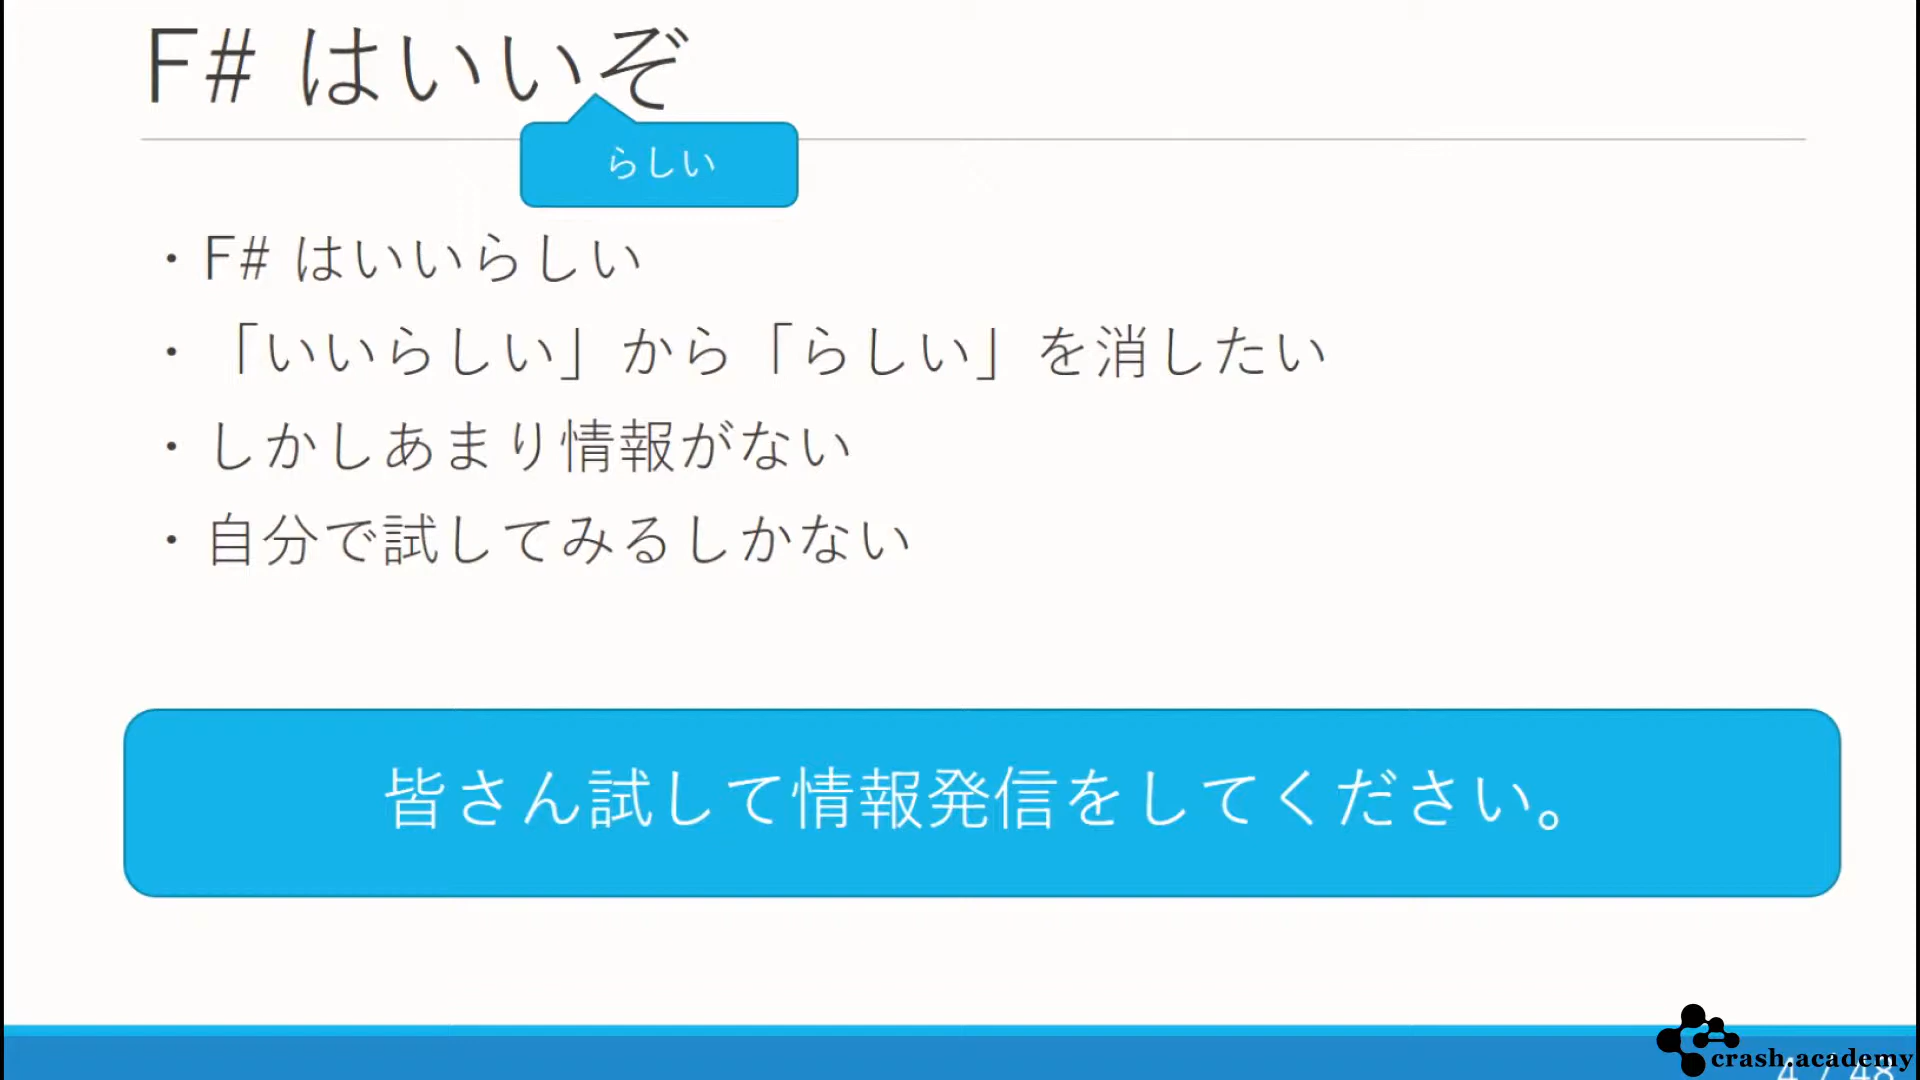 F# はいいぞ
らしい
・F# はいいらしい
・「いいらしい」から「らしい」を消したい
・しかしあまり情報がない
・自分で試してみるしかない
皆さん試して情報発信をしてください。
crash.academy
4 / 48